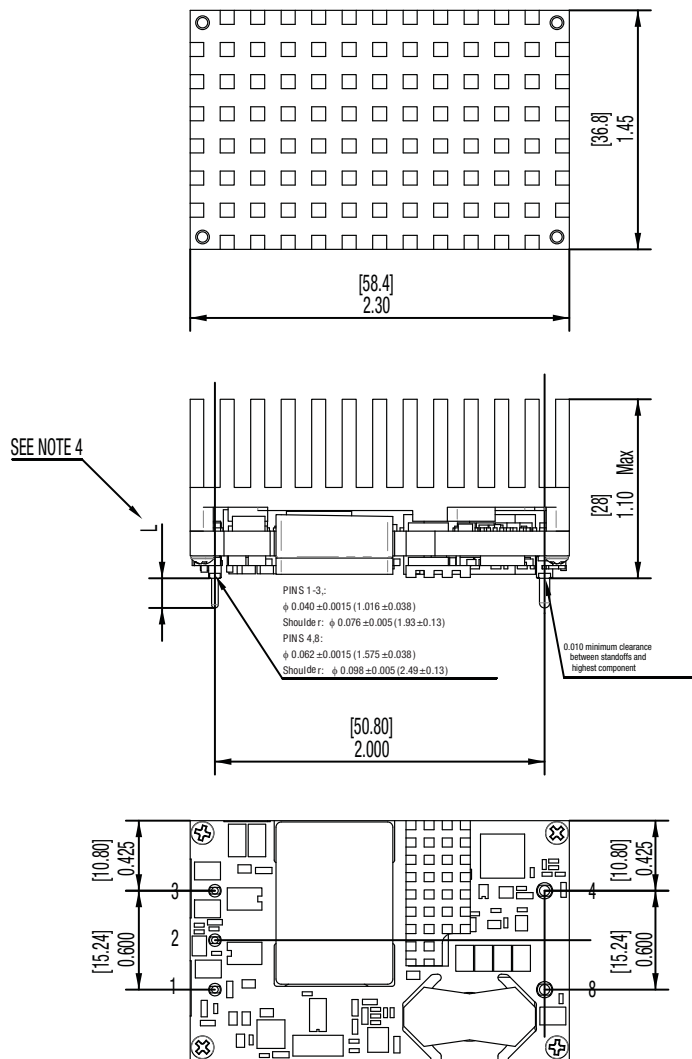 [36.8]
1.45
[58.4]
2.30
SEE NOTE 4
[28]
1.10 Max
L
PINS 1-3,:
ϕ 0.040 ±0.0015 (1.016 ±0.038)
Shoulder: ϕ 0.076 ±0.005 (1.93 ±0.13)
PINS 4,8:
ϕ 0.062 ±0.0015 (1.575 ±0.038)
Shoulder: ϕ 0.098 ±0.005 (2.49 ±0.13)
0.010 minimum clearance
between standoffs and
highest component
[50.80]
2.000
[10.80]
0.425
[10.80]
0.425
3
4
2
[15.24]
0.600
[15.24]
0.600
1
8